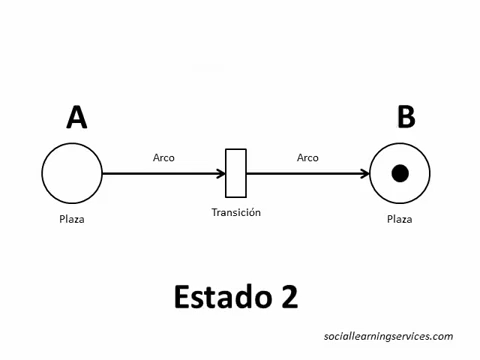 A
B
Arco
Arco
Plaza
Transición
Plaza
Estado 2
sociallearningservices.com